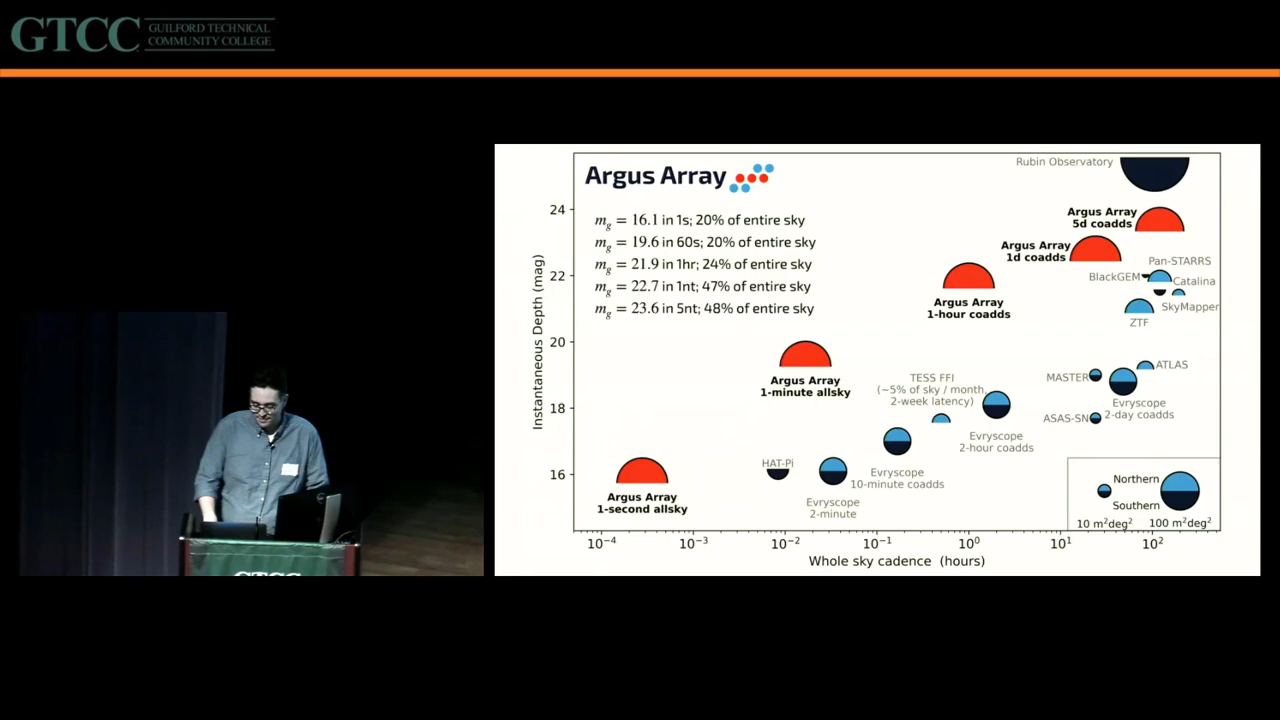 GTCC
GUILFORD TECHNICAL
COMMUNITY COLLEGE
Argus Array
m_g = 16.1 in 1s; 20% of entire sky
m_g = 19.6 in 60s; 20% of entire sky
m_g = 21.9 in 1hr; 24% of entire sky
m_g = 22.7 in 1nt; 47% of entire sky
m_g = 23.6 in 5nt; 48% of entire sky
Rubin Observatory
Argus Array
5d coadds
Argus Array
1d coadds
Pan-STARRS
BlackGEM
Catalina
SkyMapper
ZTF
Argus Array
1-hour coadds
Argus Array
1-minute allsky
TESS FFI
(~5% of sky / month,
2-week latency)
MASTER
ATLAS
Evryscope
2-day coadds
ASAS-SN
Evryscope
2-hour coadds
HAT-Pi
Evryscope
10-minute coadds
Evryscope
2-minute
Argus Array
1-second allsky
Northern
Southern
10 m²deg²
100 m²deg²
Instantaneous Depth (mag)
24
22
20
18
16
10⁻⁴
10⁻³
10⁻²
10⁻¹
10⁰
10¹
10²
Whole sky cadence (hours)
GTCC